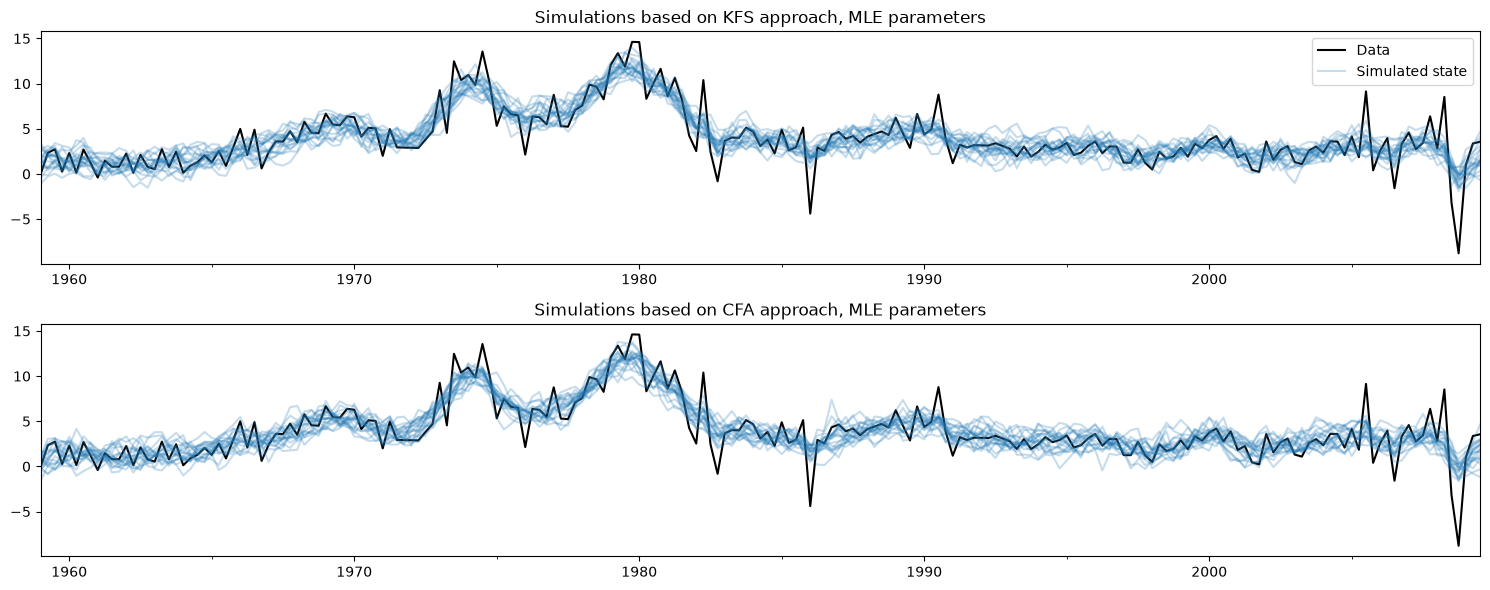 Simulations based on KFS approach, MLE parameters
15
10
5
0
−5
Data
Simulated state
1960 1970 1980 1990 2000
Simulations based on CFA approach, MLE parameters
15
10
5
0
−5
1960 1970 1980 1990 2000